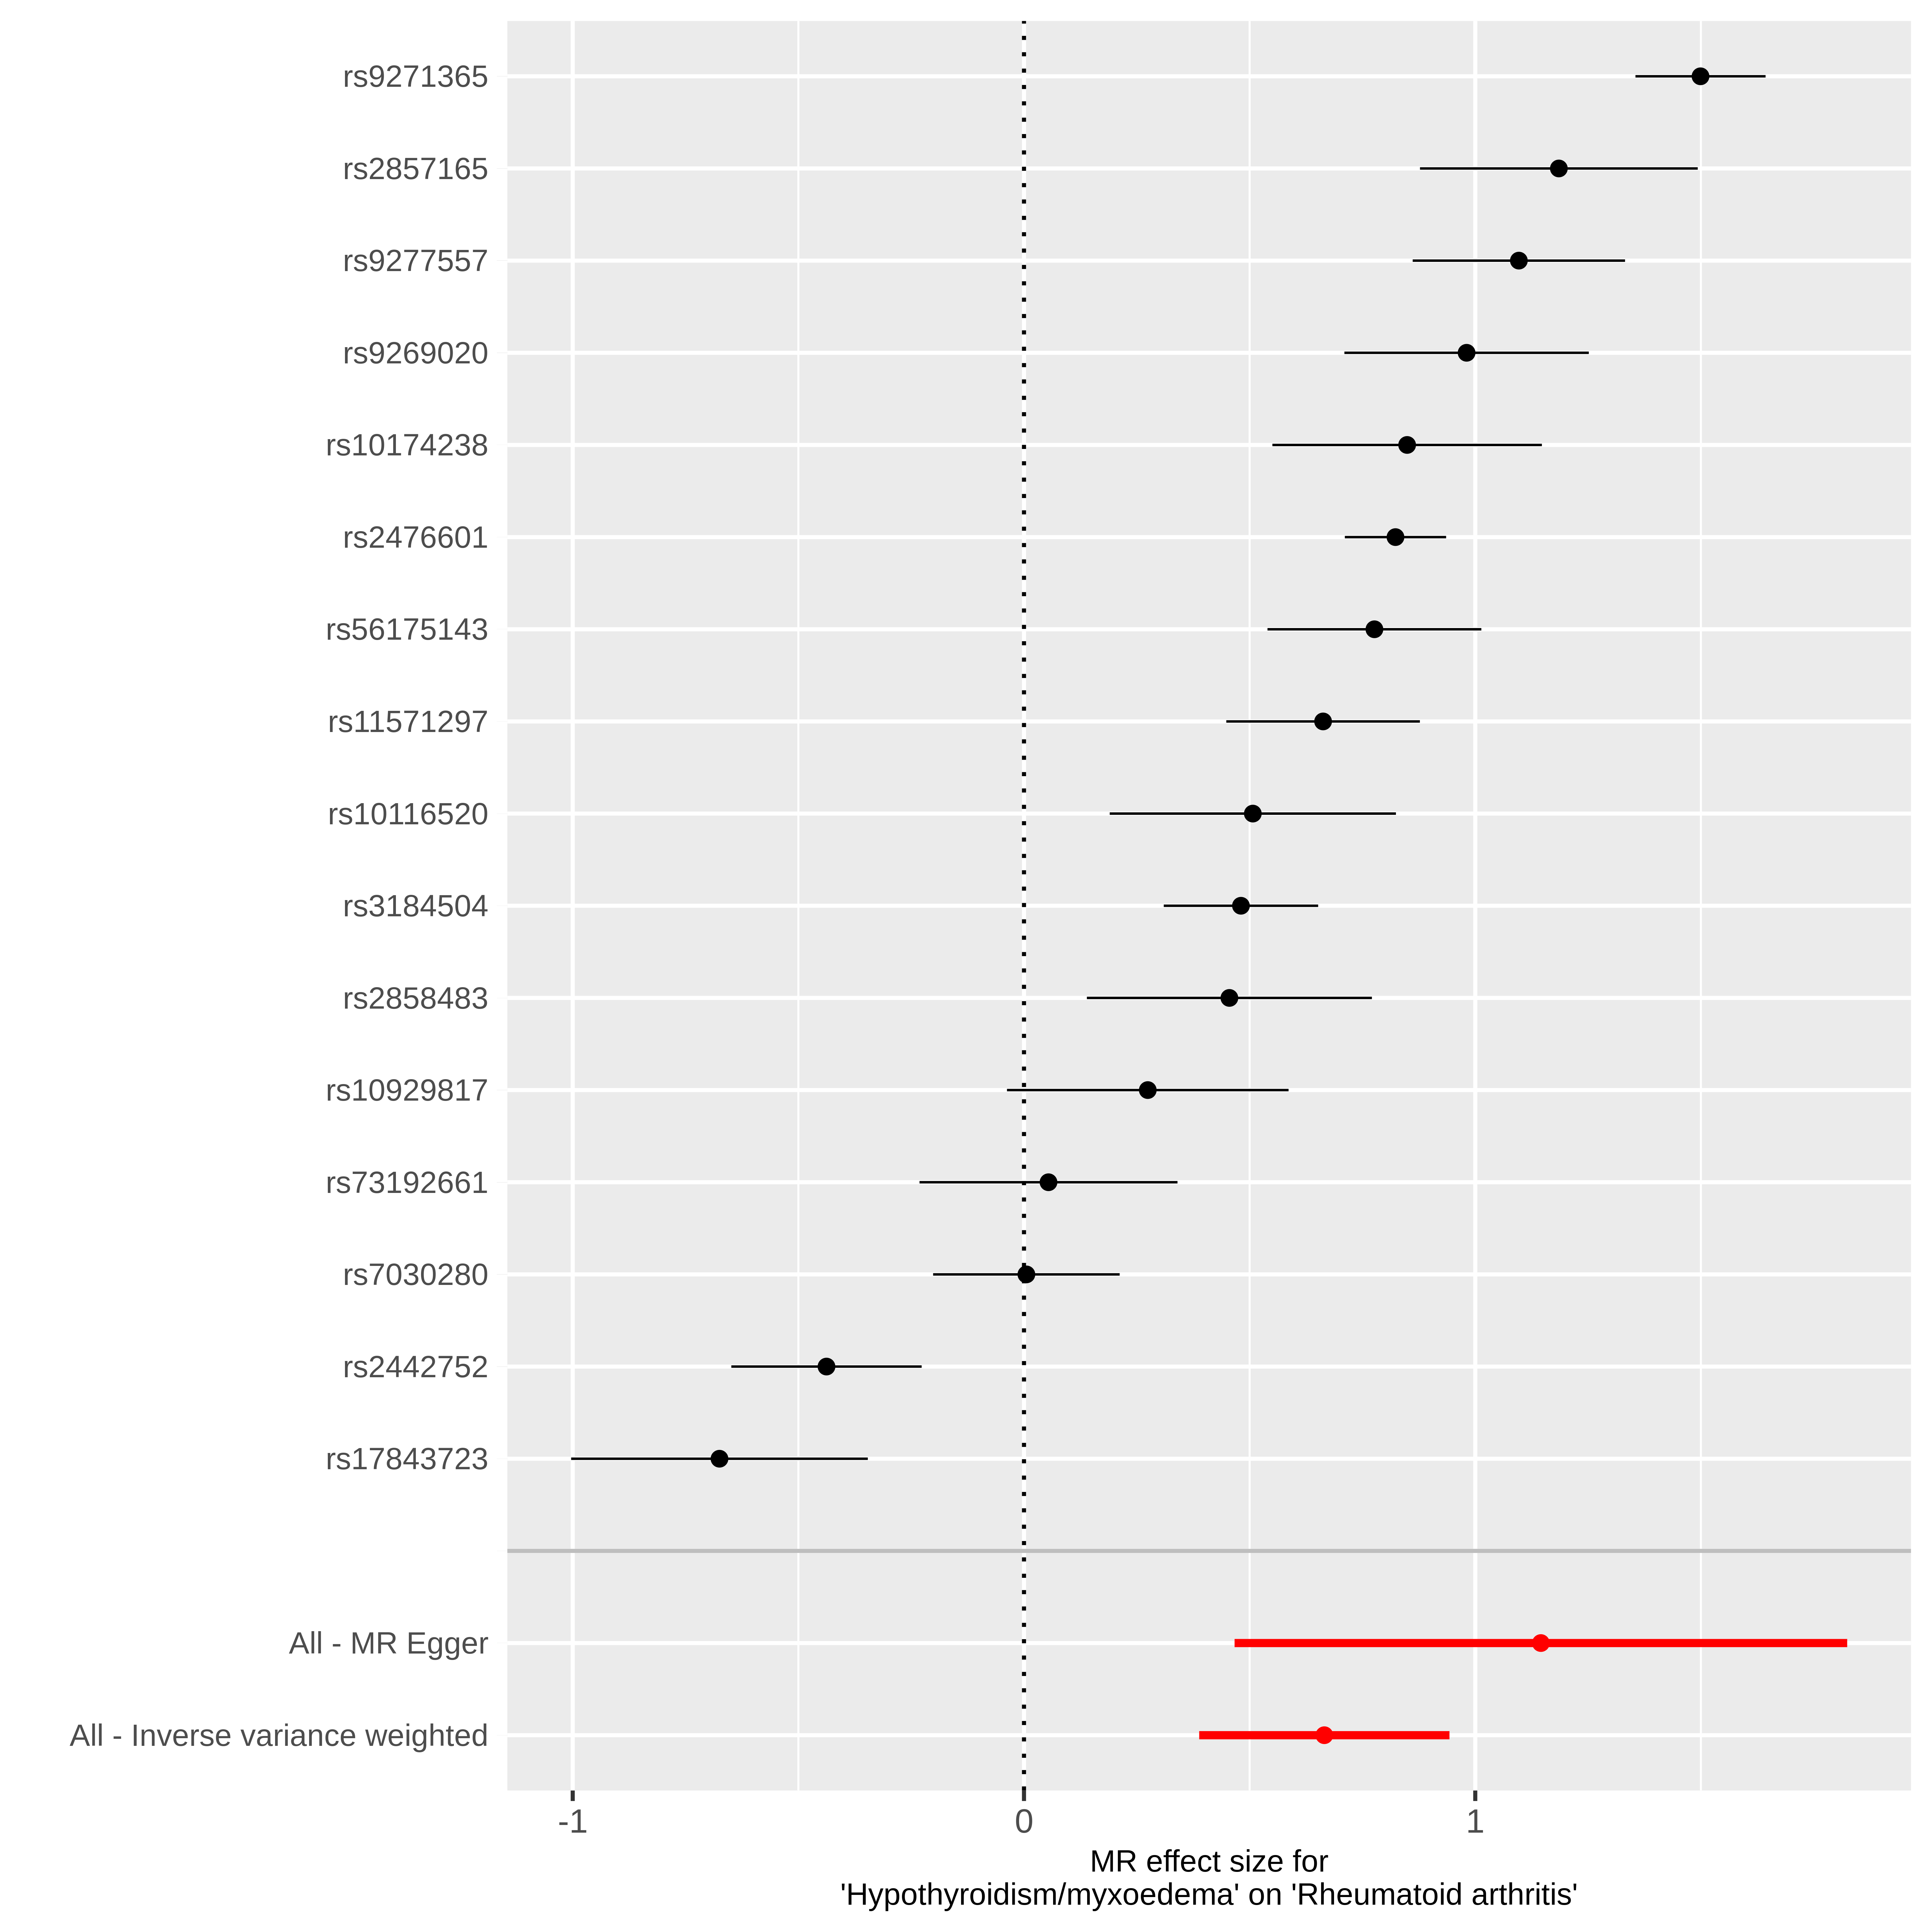 rs9271365
rs2857165
rs9277557
rs9269020
rs10174238
rs2476601
rs56175143
rs11571297
rs10116520
rs3184504
rs2858483
rs10929817
rs73192661
rs7030280
rs2442752
rs17843723
All - MR Egger
All - Inverse variance weighted
-1 0 1
MR effect size for
'Hypothyroidism/myxoedema' on 'Rheumatoid arthritis'